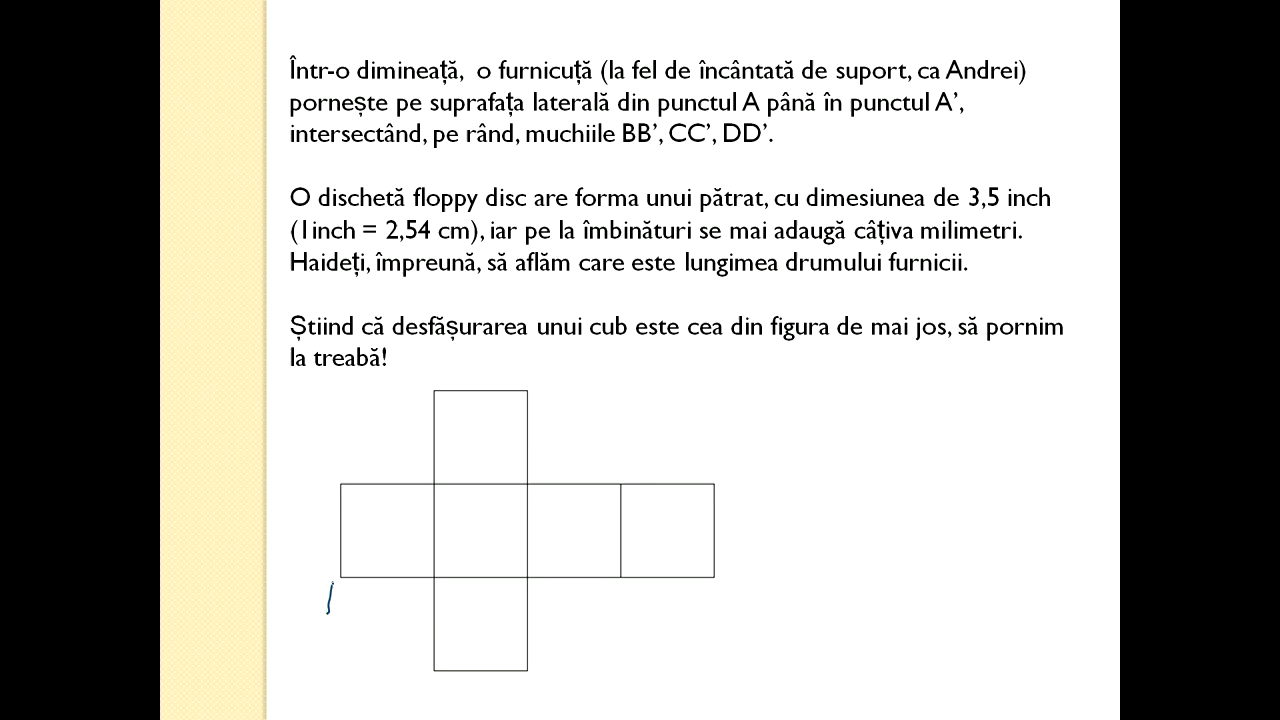 Într-o dimineață,  o furnicuță (la fel de încântată de suport, ca Andrei)
pornește pe suprafața laterală din punctul A până în punctul A’,
intersectând, pe rând, muchiile BB’, CC’, DD’.
O dischetă floppy disc are forma unui pătrat, cu dimesiunea de 3,5 inch
(1inch = 2,54 cm), iar pe la îmbinături se mai adaugă câțiva milimetri.
Haideți, împreună, să aflăm care este lungimea drumului furnicii.
Știind că desfășurarea unui cub este cea din figura de mai jos, să pornim
la treabă!